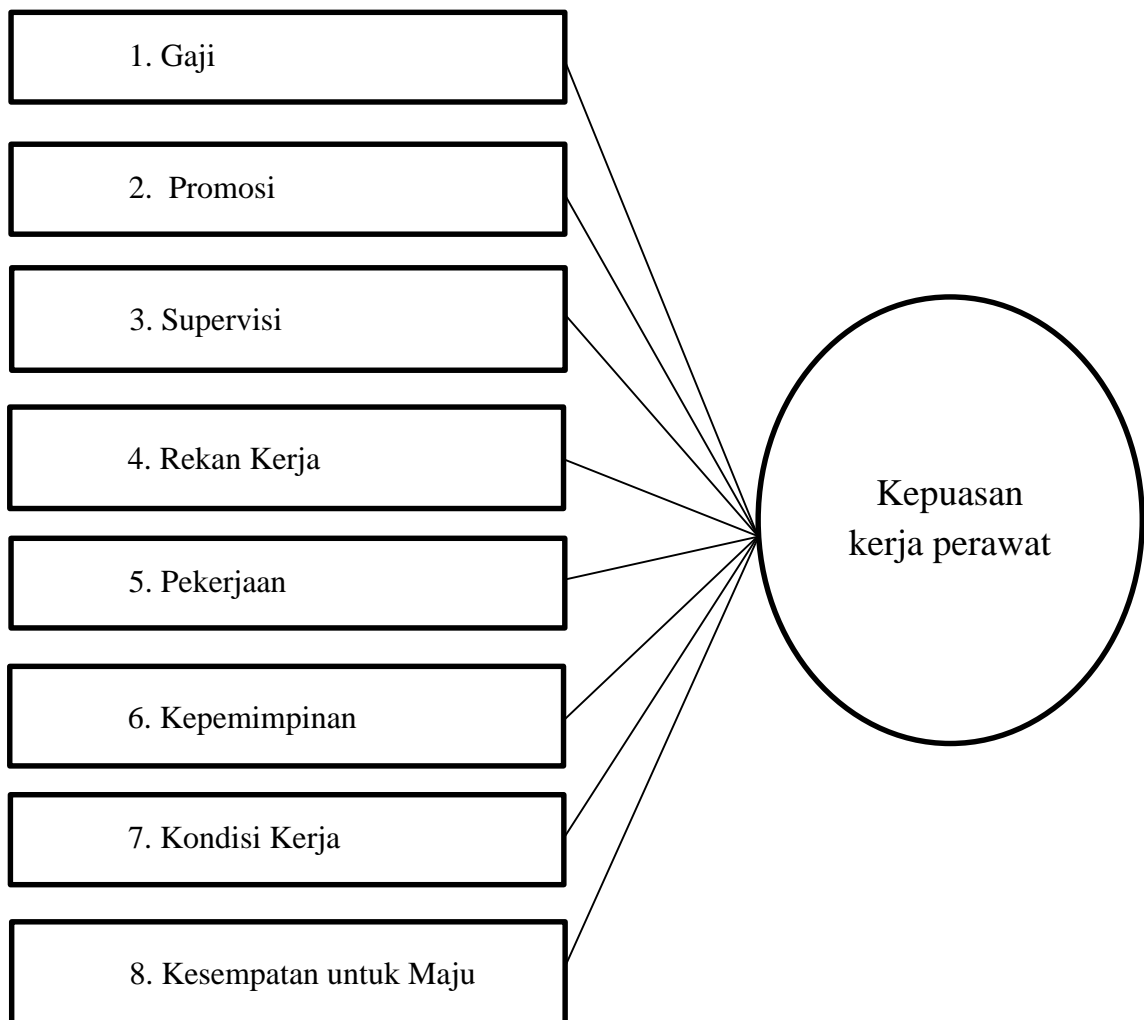 1. Gaji
2. Promosi
3. Supervisi
4. Rekan Kerja
5. Pekerjaan
6. Kepemimpinan
7. Kondisi Kerja
8. Kesempatan untuk Maju
Kepuasan
kerja perawat